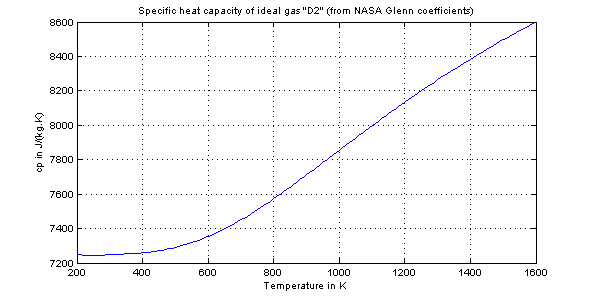 Specific heat capacity of ideal gas "D2" (from NASA Glenn coefficients)
8600
8400
8200
8000
7800
7600
7400
7200
cp in J/(kg.K)
200 400 600 800 1000 1200 1400 1600
Temperature in K